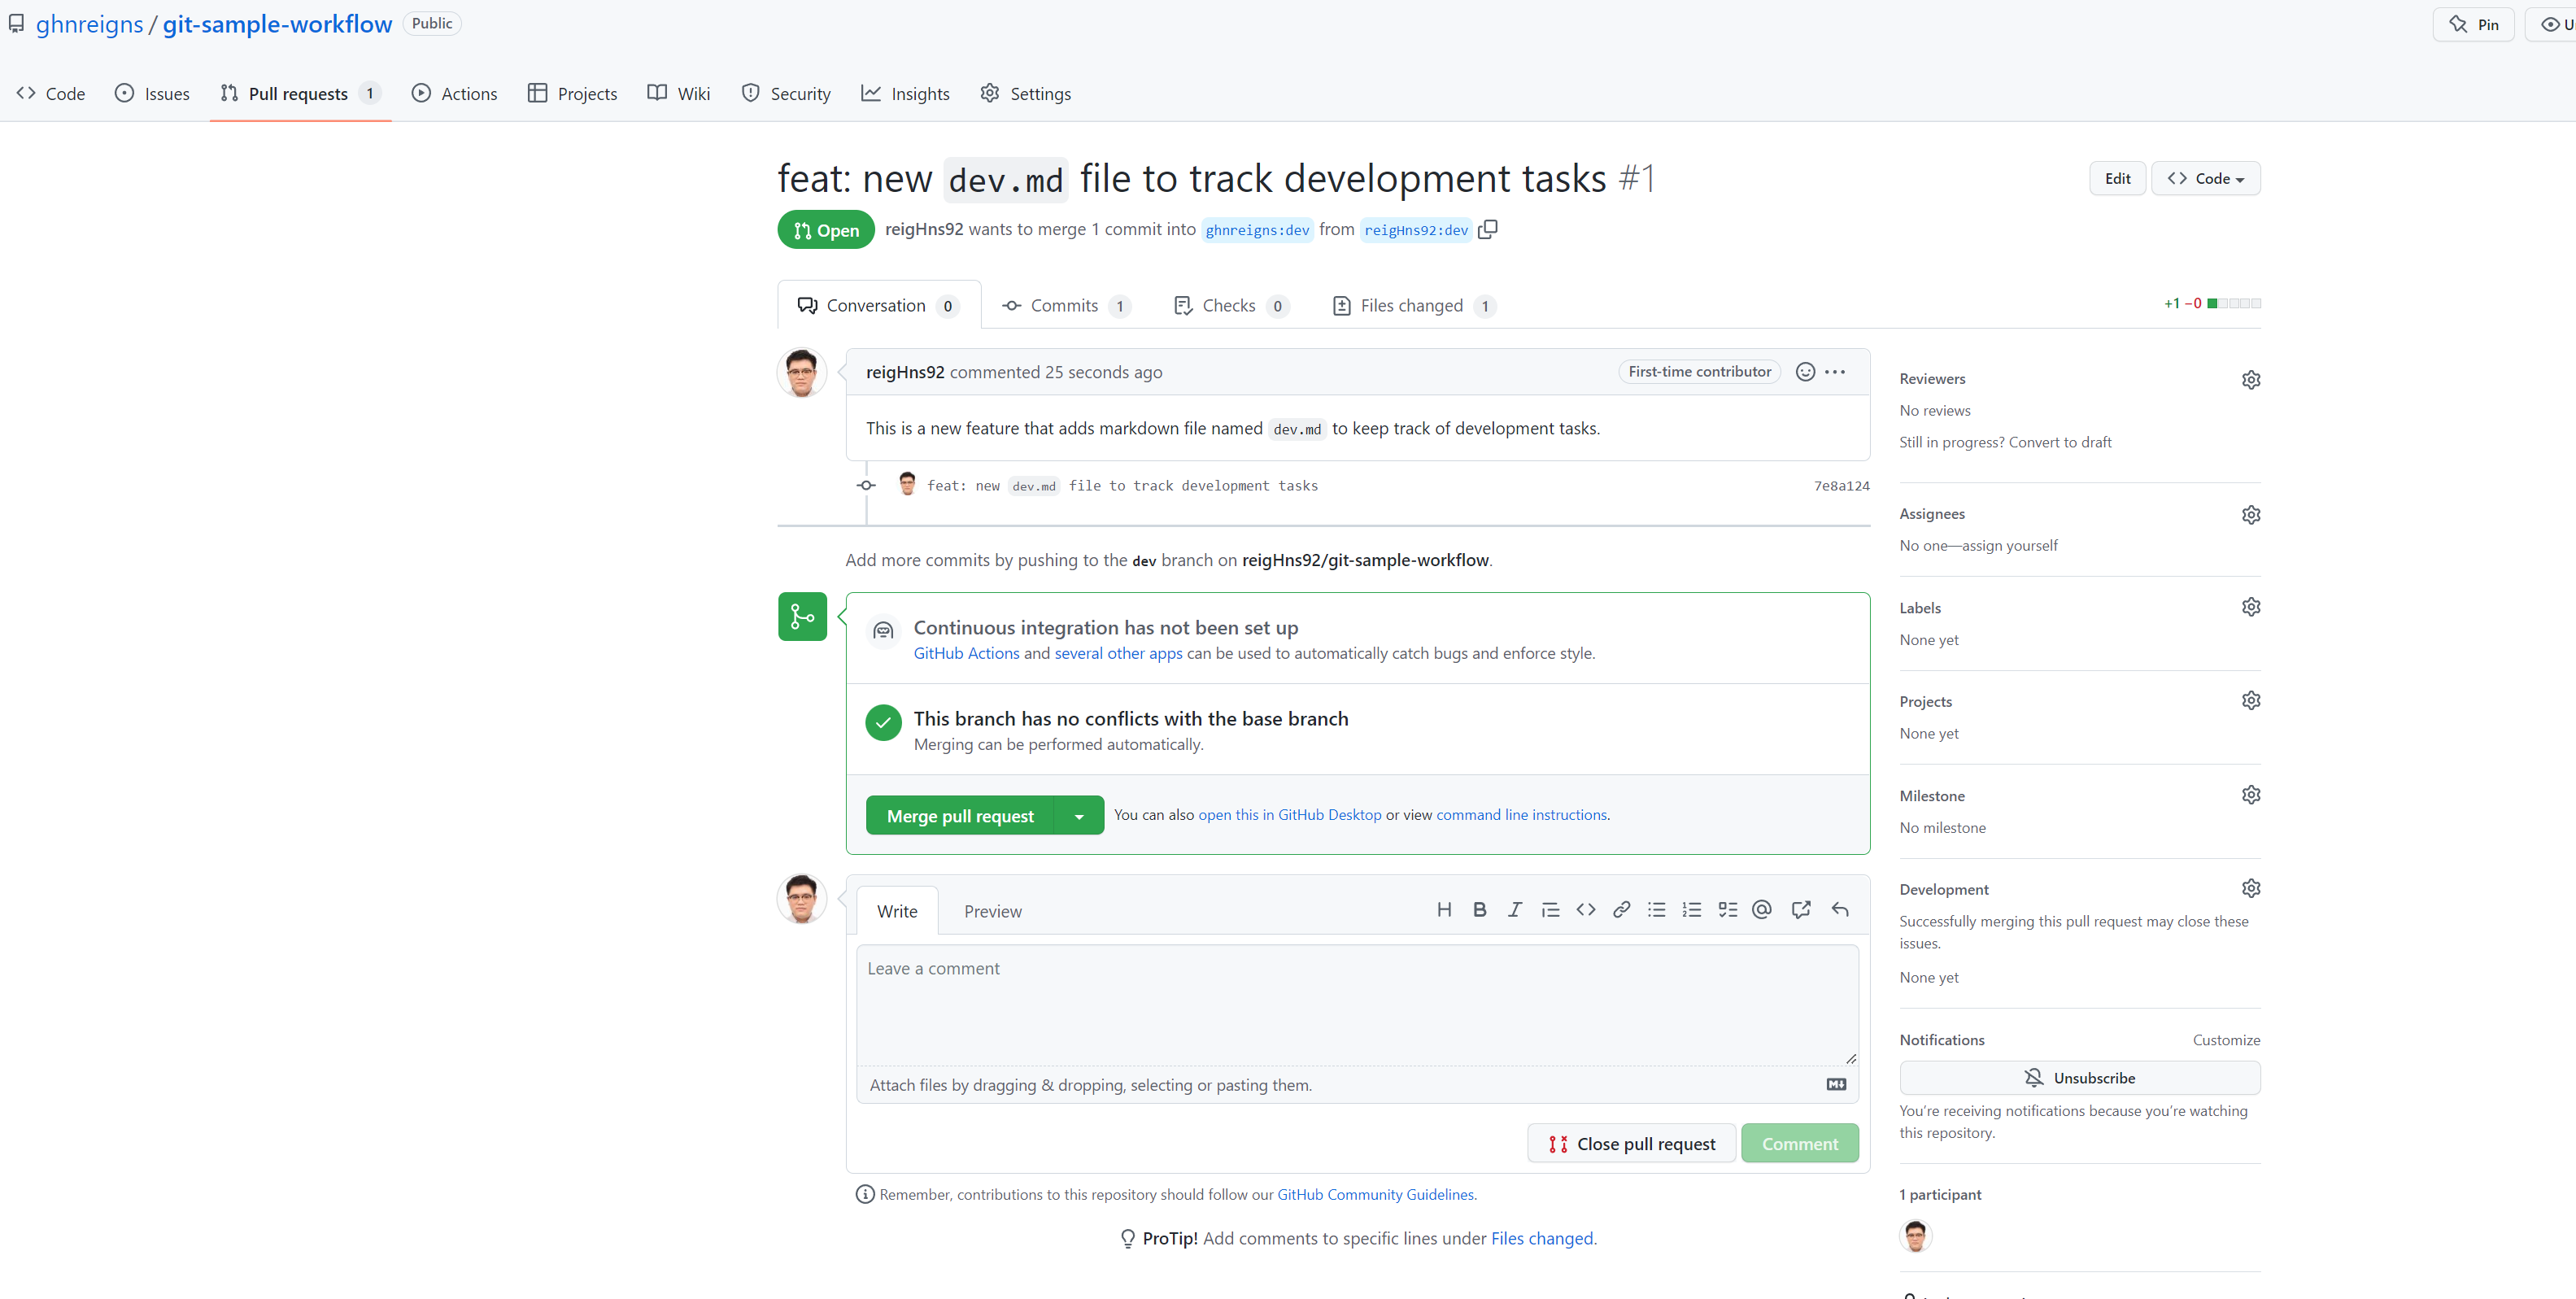 ghnreigns / git-sample-workflow Public
Pin
Code Issues Pull requests 1 Actions Projects Wiki Security Insights Settings
feat: new dev.md file to track development tasks #1
Edit Code
Open reigHns92 wants to merge 1 commit into ghnreigns:dev from reigHns92:dev
Conversation 0 Commits 1 Checks 0 Files changed 1
+1 −0
reigHns92 commented 25 seconds ago
First-time contributor
This is a new feature that adds markdown file named dev.md to keep track of development tasks.
feat: new dev.md file to track development tasks
7e8a124
Add more commits by pushing to the dev branch on reigHns92/git-sample-workflow.
Continuous integration has not been set up
GitHub Actions and several other apps can be used to automatically catch bugs and enforce style.
This branch has no conflicts with the base branch
Merging can be performed automatically.
Merge pull request
You can also open this in GitHub Desktop or view command line instructions.
Write Preview
Leave a comment
Attach files by dragging & dropping, selecting or pasting them.
Close pull request Comment
Remember, contributions to this repository should follow our GitHub Community Guidelines.
ProTip! Add comments to specific lines under Files changed.
Reviewers
No reviews
Still in progress? Convert to draft
Assignees
No one—assign yourself
Labels
None yet
Projects
None yet
Milestone
No milestone
Development
Successfully merging this pull request may close these
issues.
None yet
Notifications Customize
Unsubscribe
You're receiving notifications because you're watching
this repository.
1 participant